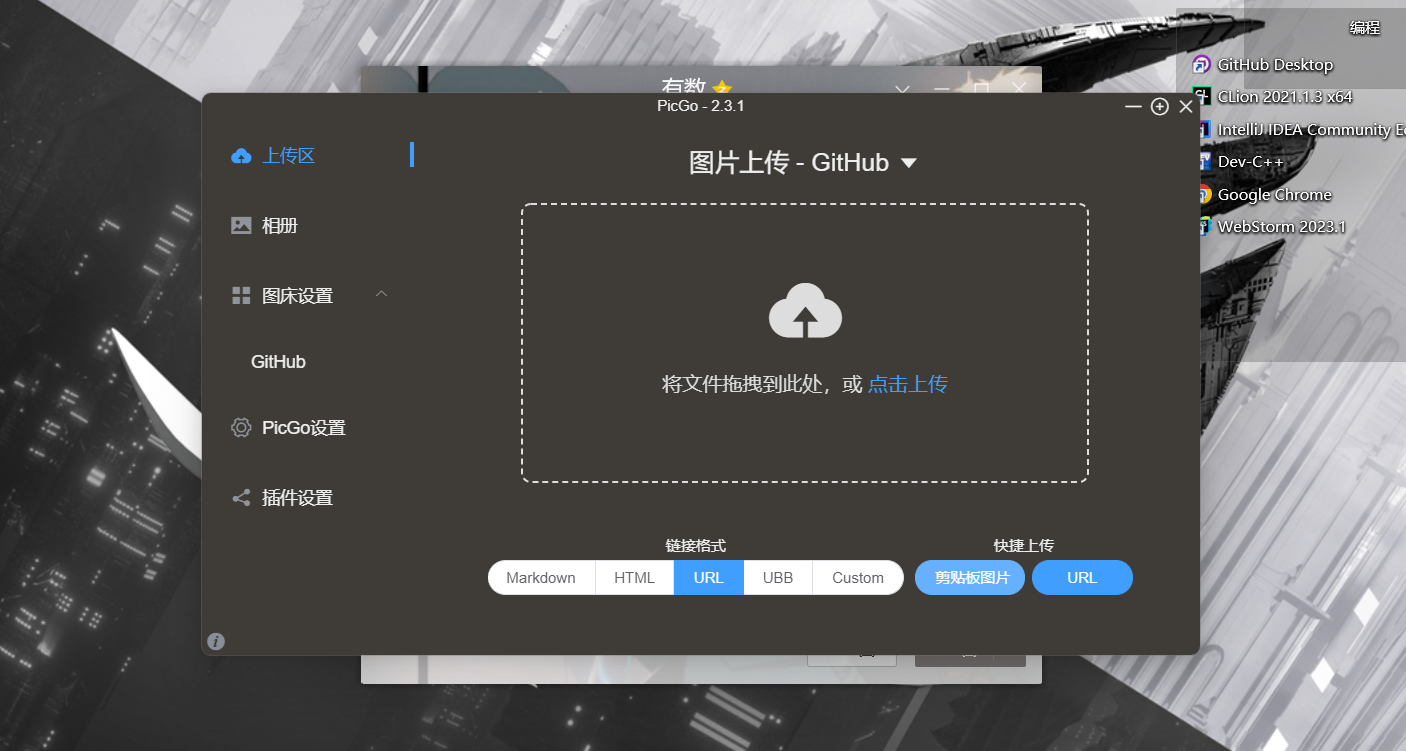 有数
PicGo - 2.3.1
上传区
相册
图床设置
GitHub
PicGo设置
插件设置
图片上传 - GitHub
将文件拖拽到此处，或 点击上传
链接格式
Markdown
HTML
URL
UBB
Custom
快捷上传
剪贴板图片
URL
编程
GitHub Desktop
CLion 2021.1.3 x64
IntelliJ IDEA Community
Dev-C++
Google Chrome
WebStorm 2023.1